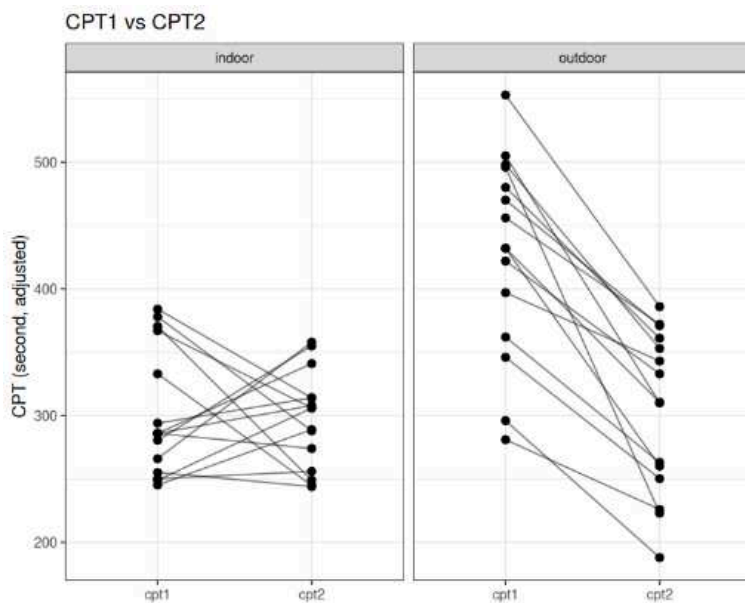 CPT1 vs CPT2
indoor
outdoor
CPT (second, adjusted)
500
400
300
200
cpt1
cpt2
cpt1
cpt2